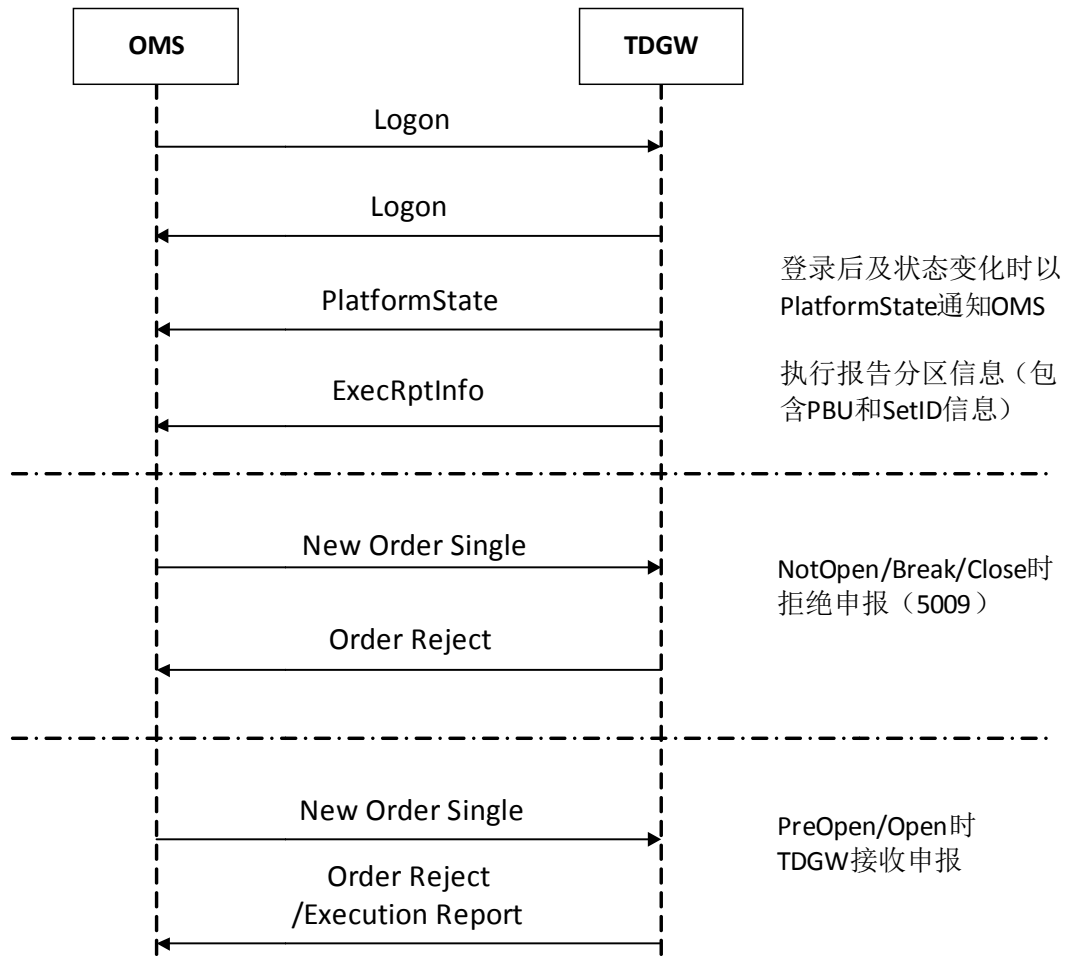 OMS
TDGW
Logon
Logon
登录后及状态变化时以
PlatformState通知OMS
PlatformState
执行报告分区信息（包
含PBU和SetID信息）
ExecRptInfo
New Order Single
NotOpen/Break/Close时
拒绝申报（5009）
Order Reject
New Order Single
PreOpen/Open时
TDGW接收申报
Order Reject
/Execution Report